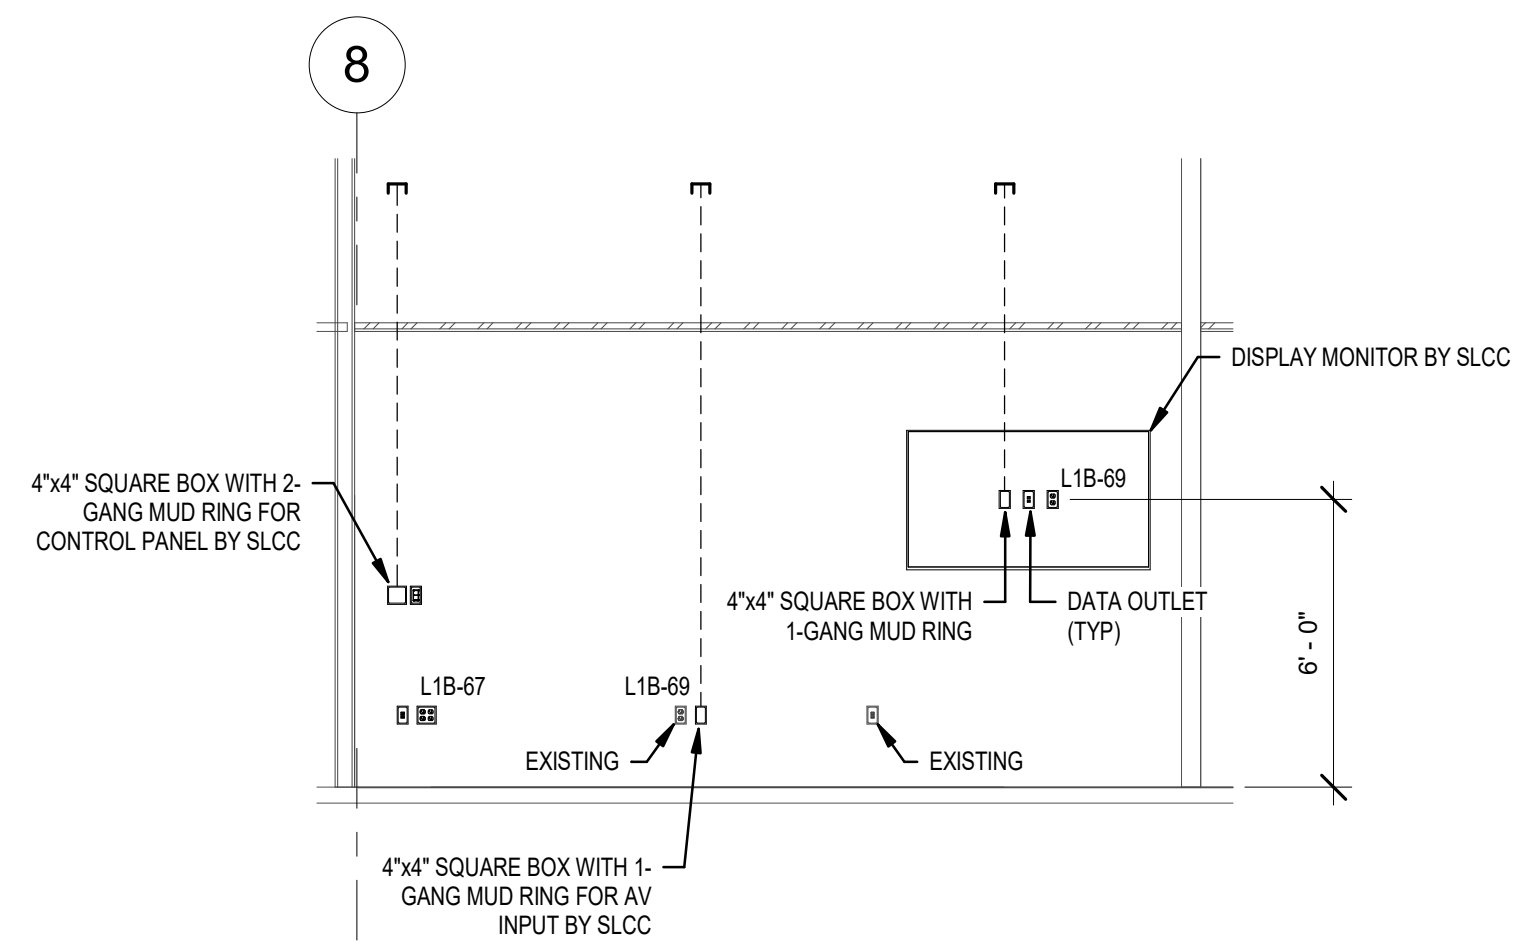 8
DISPLAY MONITOR BY SLCC
4"x4" SQUARE BOX WITH 2-
GANG MUD RING FOR
CONTROL PANEL BY SLCC
L1B-69
4"x4" SQUARE BOX WITH
1-GANG MUD RING
DATA OUTLET
(TYP)
6' - 0"
L1B-67
L1B-69
EXISTING
EXISTING
4"x4" SQUARE BOX WITH 1-
GANG MUD RING FOR AV
INPUT BY SLCC